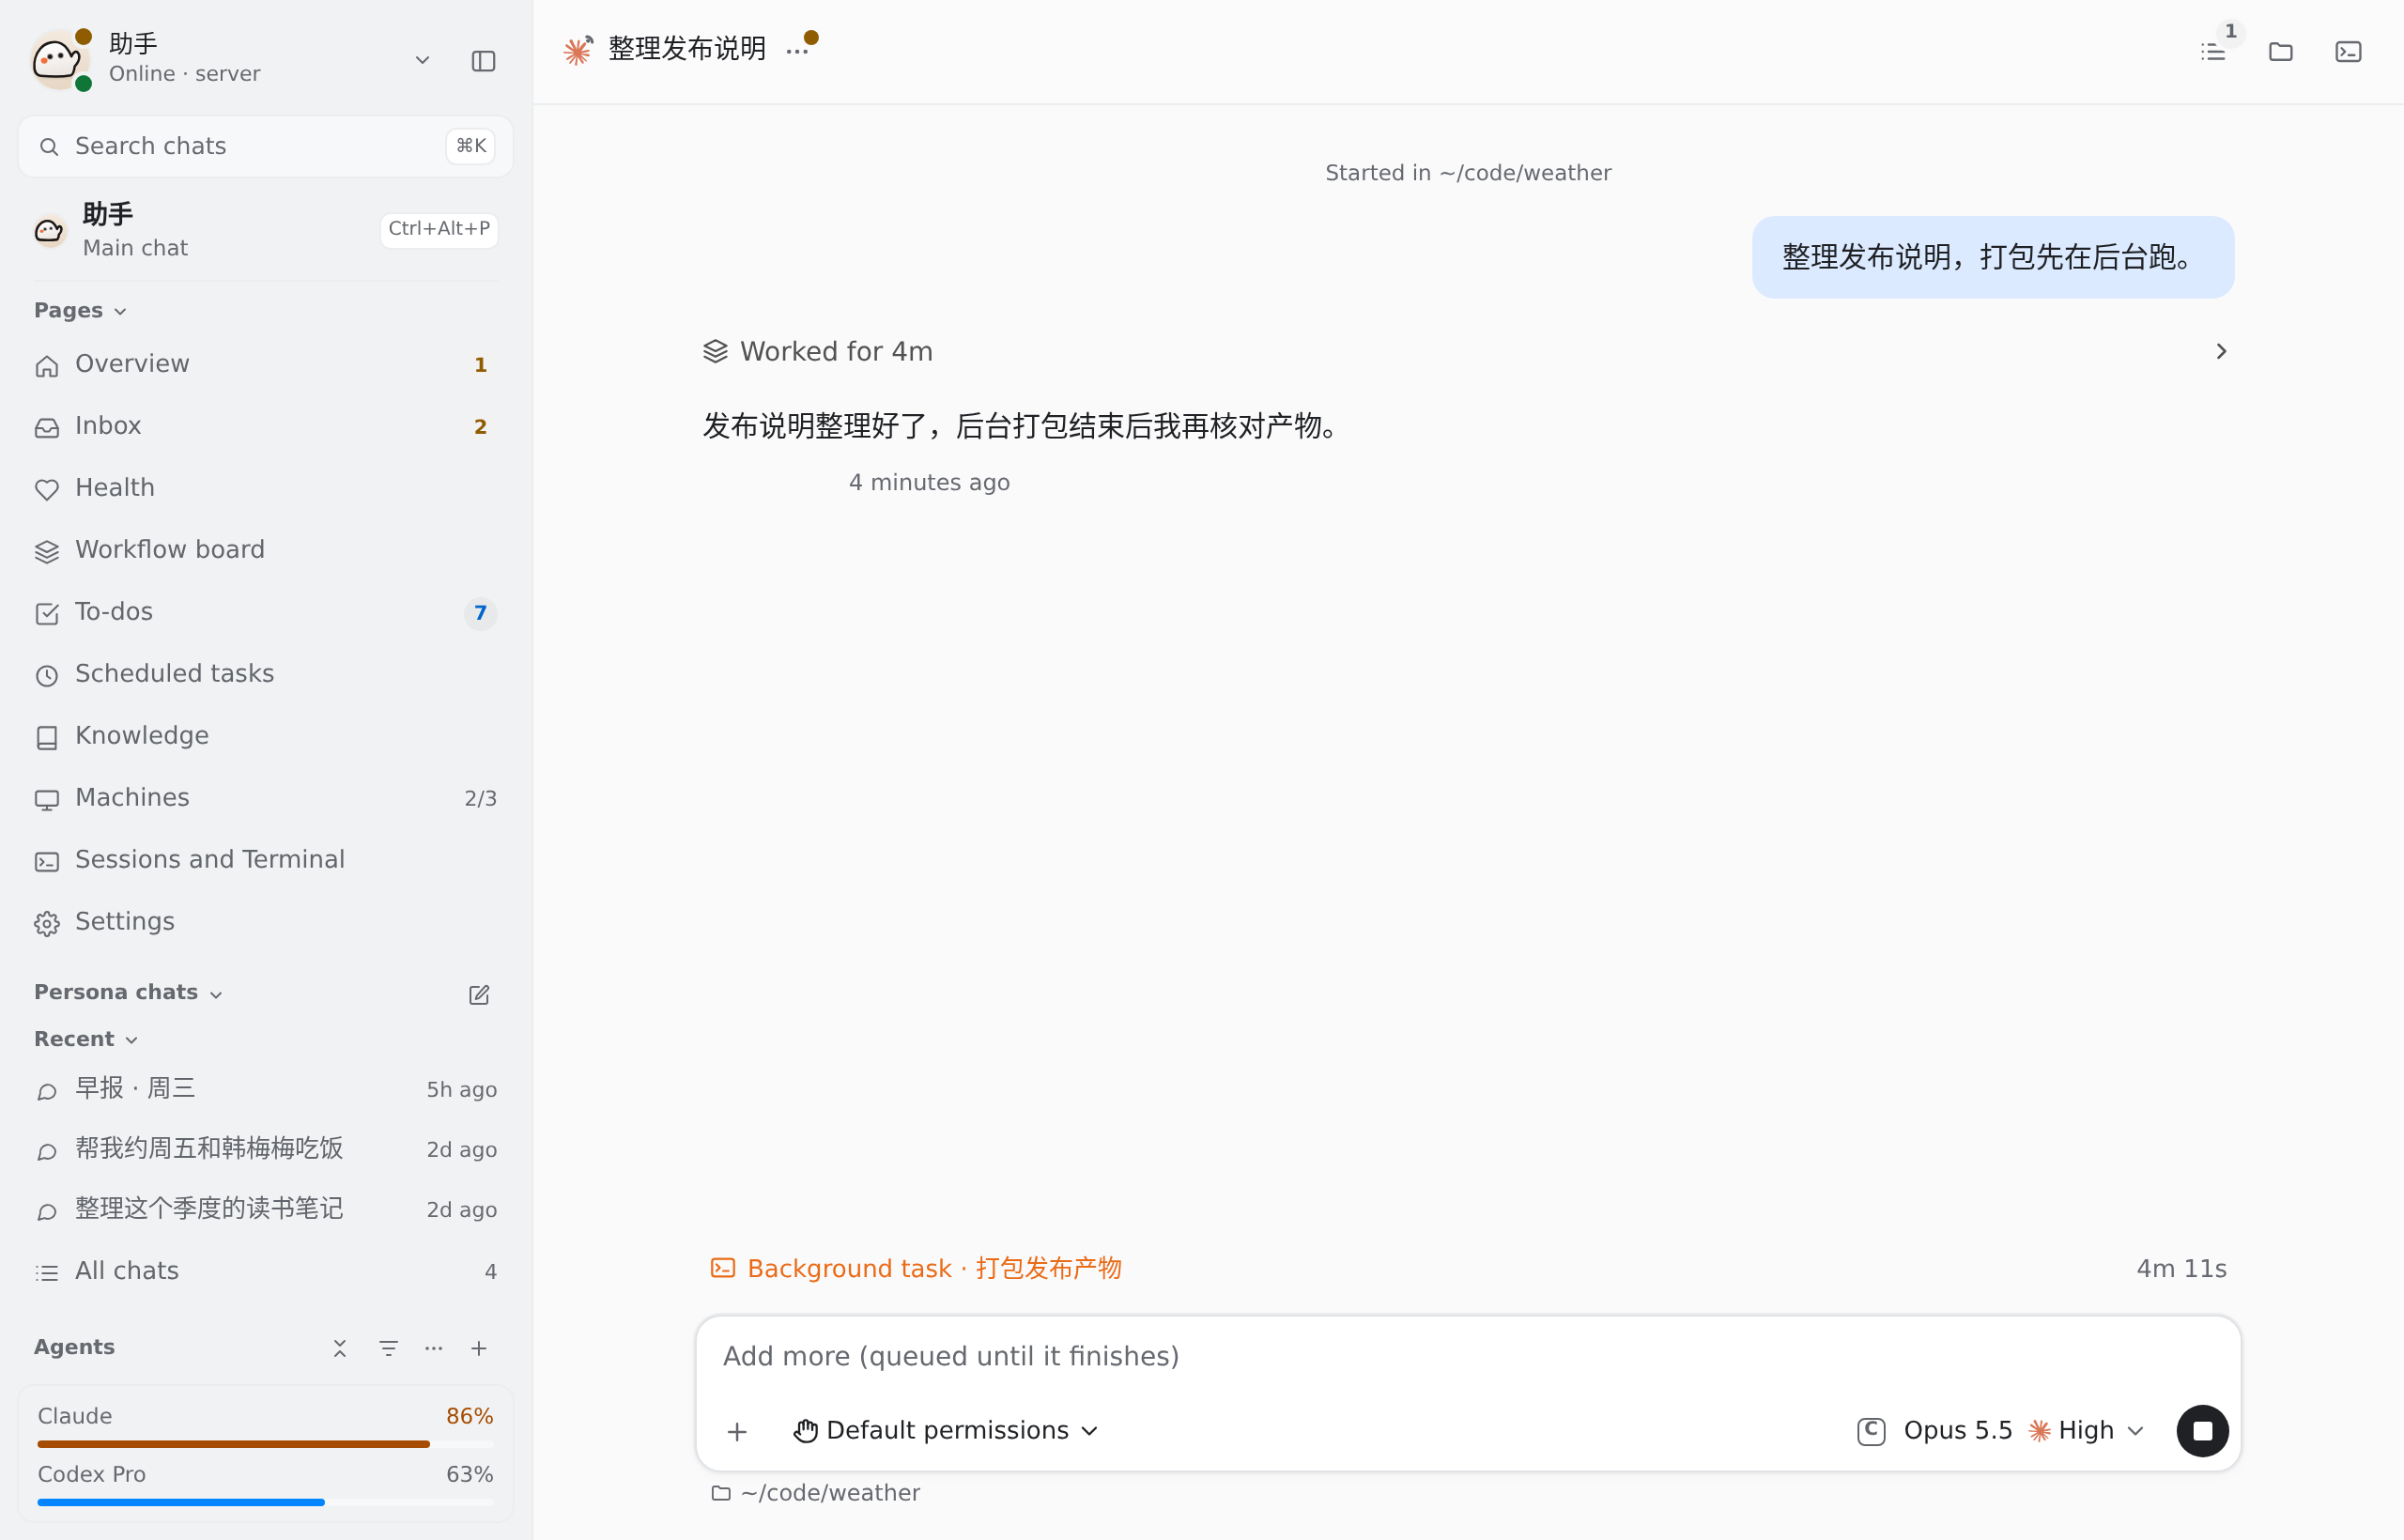 助手
Online · server
Search chats
⌘K
助手
Main chat
Ctrl+Alt+P
Pages
Overview
1
Inbox
2
Health
Workflow board
To-dos
7
Scheduled tasks
Knowledge
Machines
2/3
Sessions and Terminal
Settings
Persona chats
Recent
早报 · 周三
5h ago
帮我约周五和韩梅梅吃饭
2d ago
整理这个季度的读书笔记
2d ago
All chats
4
Agents
Claude
86%
Codex Pro
63%
整理发布说明
1
Started in ~/code/weather
整理发布说明，打包先在后台跑。
Worked for 4m
发布说明整理好了，后台打包结束后我再核对产物。
4 minutes ago
Background task · 打包发布产物
4m 11s
Add more (queued until it finishes)
Default permissions
C
Opus 5.5
High
~/code/weather